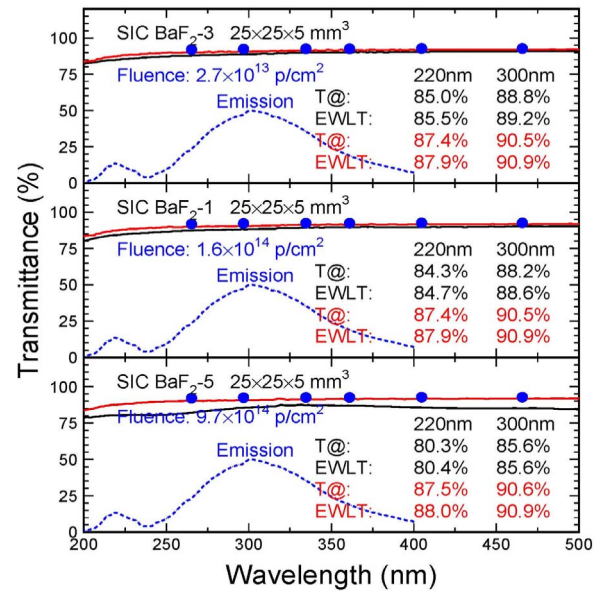 SIC BaF2-3 25×25×5 mm³
Fluence: 2.7×10¹³ p/cm²
Emission
220nm 300nm
T@: 85.0% 88.8%
EWLT: 85.5% 89.2%
T@: 87.4% 90.5%
EWLT: 87.9% 90.9%
100
75
50
25
0
SIC BaF2-1 25×25×5 mm³
Fluence: 1.6×10¹⁴ p/cm²
Emission
220nm 300nm
T@: 84.3% 88.2%
EWLT: 84.7% 88.6%
T@: 87.4% 90.5%
EWLT: 87.9% 90.9%
100
75
50
25
0
SIC BaF2-5 25×25×5 mm³
Fluence: 9.7×10¹⁴ p/cm²
Emission
220nm 300nm
T@: 80.3% 85.6%
EWLT: 80.4% 85.6%
T@: 87.5% 90.6%
EWLT: 88.0% 90.9%
100
75
50
25
0
200 250 300 350 400 450 500
Transmittance (%)
Wavelength (nm)